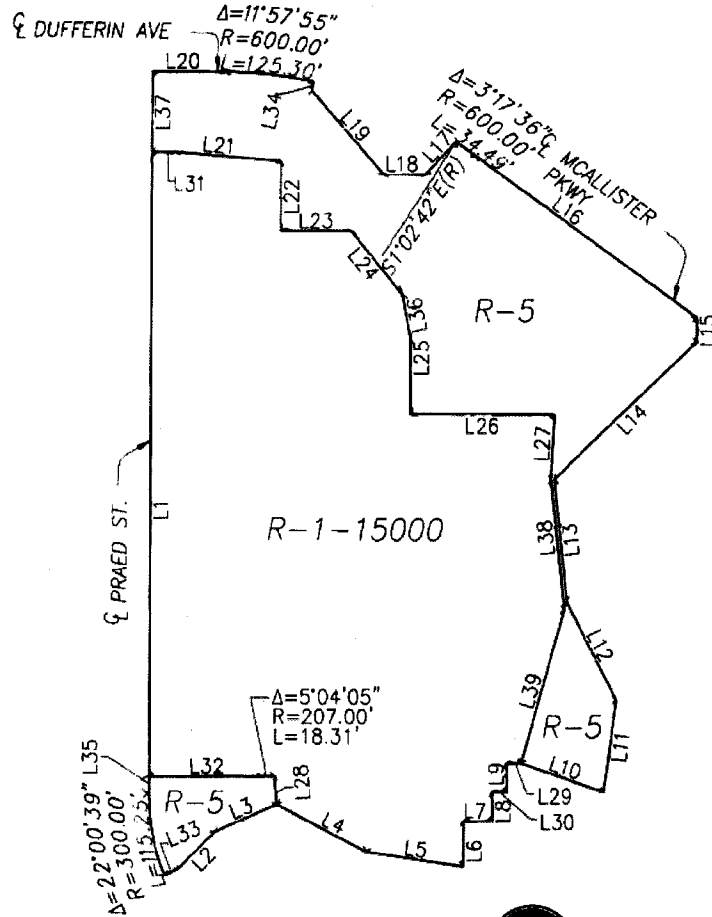 ℄ DUFFERIN AVE
Δ=11°57'55"
R=600.00'
L=125.30'
L20
L37
L34
L19
L21
L31
L22
L18
L17
Δ=3°17'36"
R=600.00'
L=34.49'
℄ MCALLISTER
PKWY
L16
L23
L24
S1°02'42"E(R)
L36
L25
R-5
L15
L14
L26
L27
L1
℄ PRAED ST.
R-1-15000
L38
L13
L39
L12
R-5
L11
L10
Δ=5°04'05"
R=207.00'
L=18.31'
L35
L32
L28
R-5
L33
L3
L2
Δ=22°00'39"
R=300.00'
L=115.25'
L4
L5
L6
L7
L8
L9
L29
L30